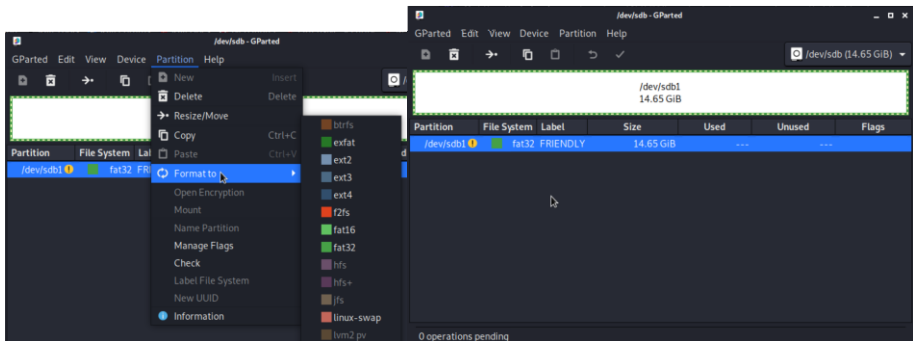 /dev/sdb - GParted
GParted Edit View Device Partition Help
New Insert
Delete Delete
Resize/Move
Copy Ctrl+C
Paste Ctrl+V
Format to
Open Encryption
Mount
Name Partition
Manage Flags
Check
Label File System
New UUID
Information
btrfs
exfat
ext2
ext3
ext4
f2fs
fat16
fat32
hfs
hfs+
jfs
linux-swap
lvm2 pv
Partition File System Lal
/dev/sdb1 fat32 FRI
/dev/sdb - GParted
GParted Edit View Device Partition Help
/dev/sdb (14.65 GiB)
/dev/sdb1
14.65 GiB
Partition File System Label Size Used Unused Flags
/dev/sdb1 fat32 FRIENDLY 14.65 GiB --- ---
0 operations pending